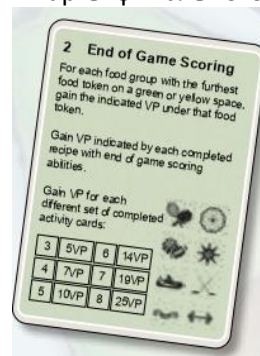 2 End of Game Scoring
For each food group with the furthest
food token on a green or yellow space,
gain the indicated VP under that food
token.
Gain VP indicated by each completed
recipe with end of game scoring
abilities.
Gain VP for each
different set of completed
activity cards:
3 5VP 6 14VP
4 7VP 7 19VP
5 10VP 8 25VP